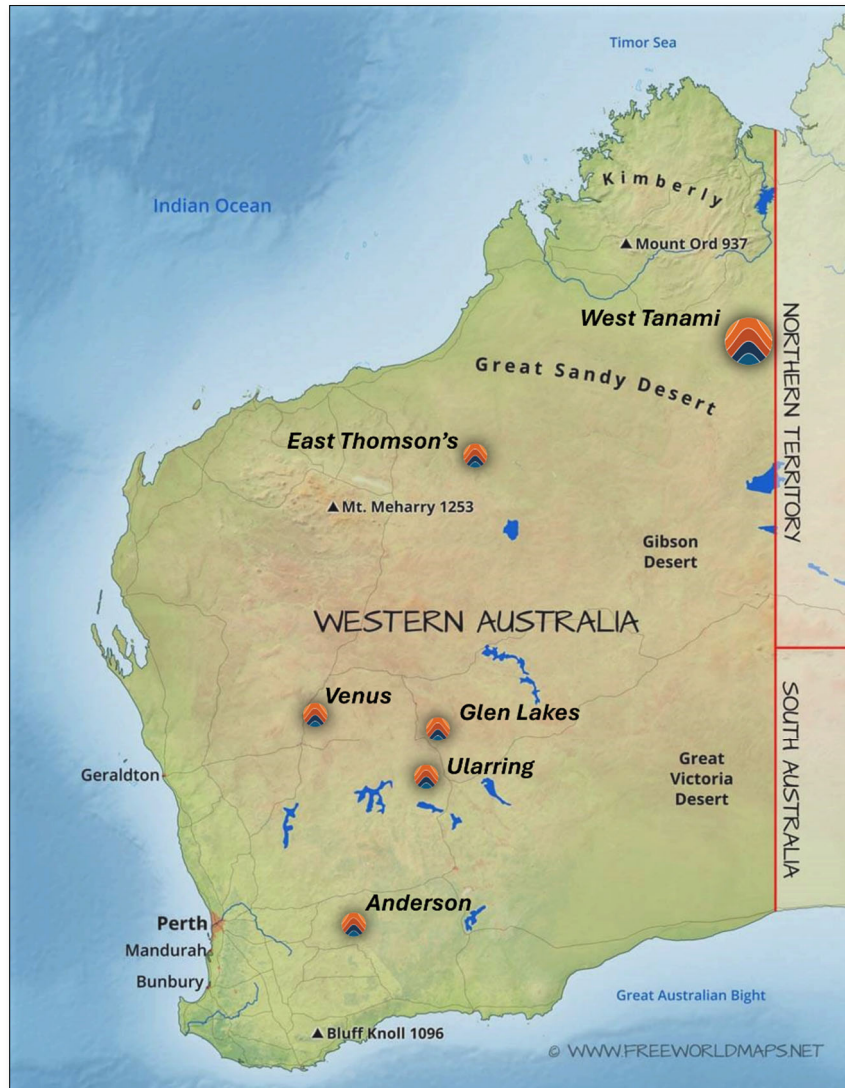 Timor Sea
Kimberly
Indian Ocean
▲ Mount Ord 937
West Tanami
NORTHERN TERRITORY
Great Sandy Desert
East Thomson's
▲ Mt. Meharry 1253
Gibson
Desert
WESTERN AUSTRALIA
Venus
Glen Lakes
SOUTH AUSTRALIA
Ularring
Geraldton
Great
Victoria
Desert
Anderson
Perth
Mandurah
Bunbury
Great Australian Bight
▲ Bluff Knoll 1096
© WWW.FREEWORLDMAPS.NET